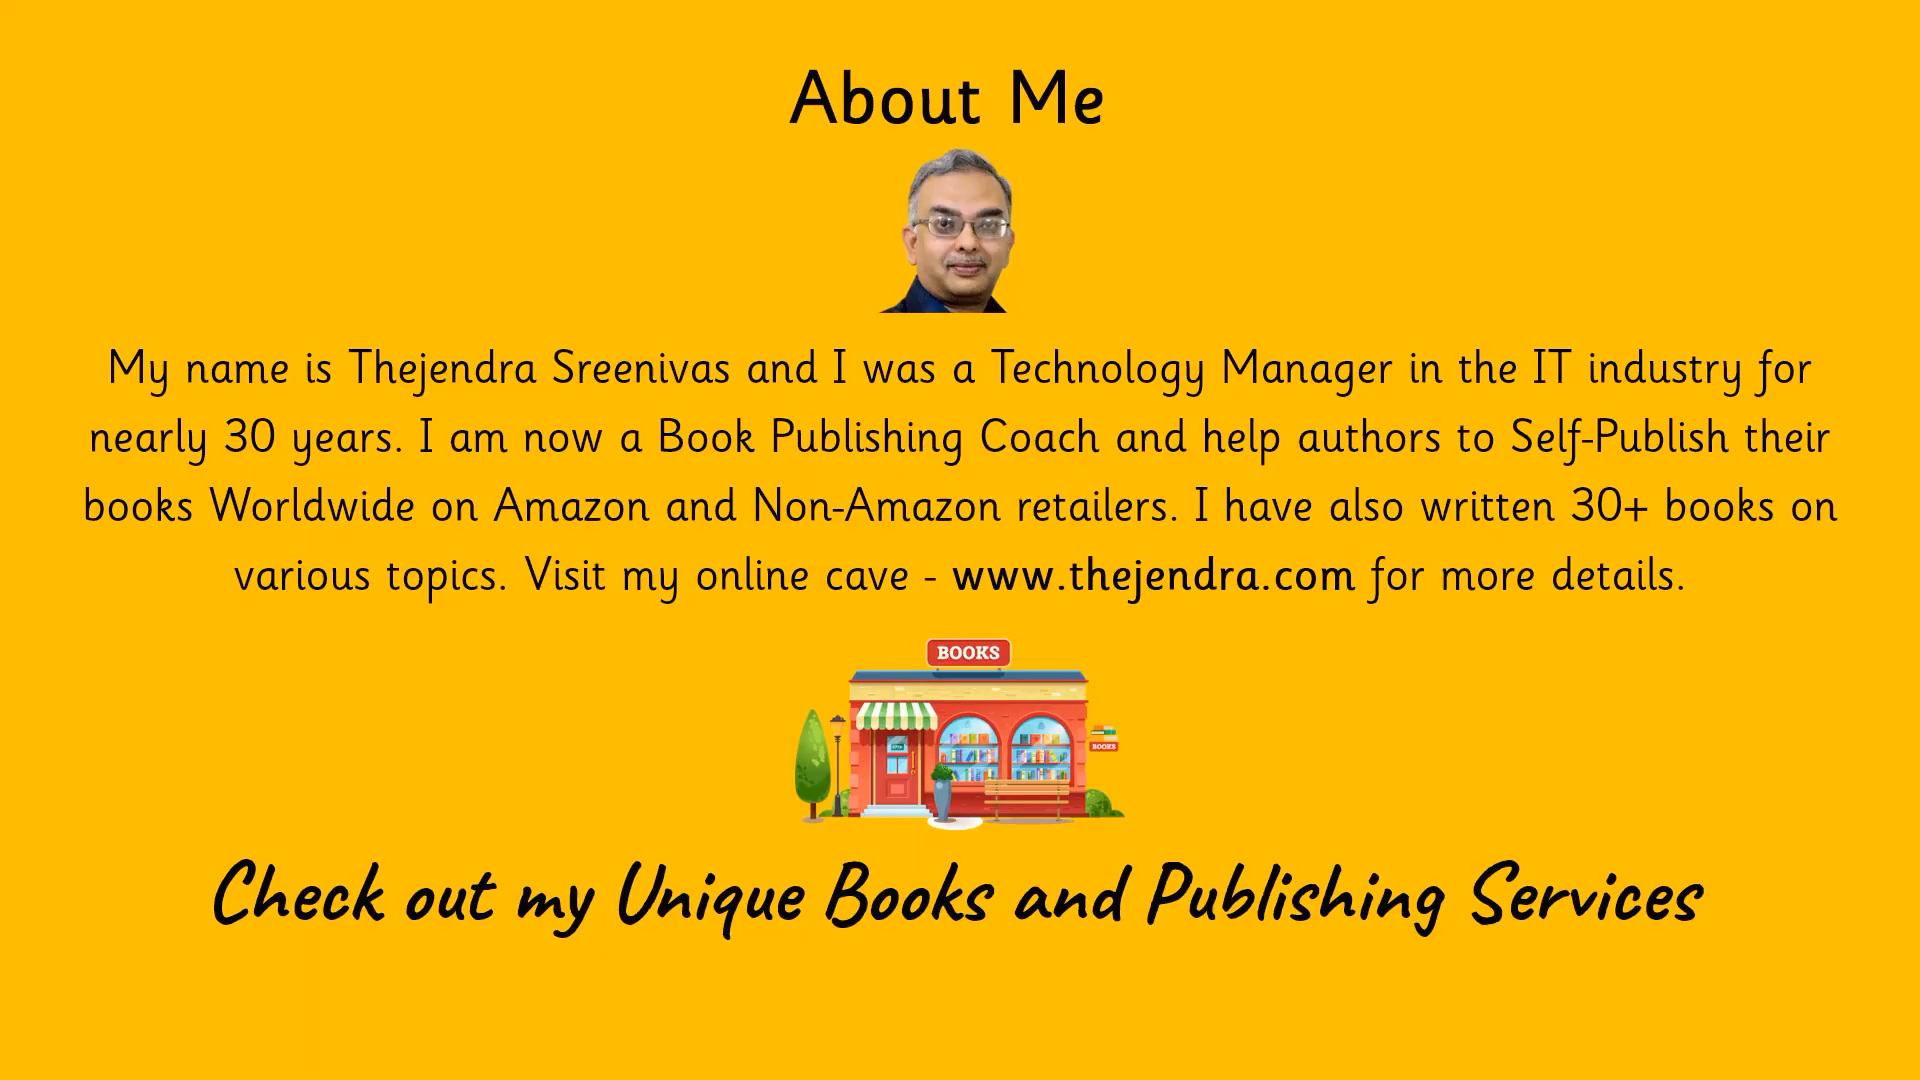 About Me
My name is Thejendra Sreenivas and I was a Technology Manager in the IT industry for
nearly 30 years. I am now a Book Publishing Coach and help authors to Self-Publish their
books Worldwide on Amazon and Non-Amazon retailers. I have also written 30+ books on
various topics. Visit my online cave - www.thejendra.com for more details.
BOOKS
BOOKS
Check out my Unique Books and Publishing Services